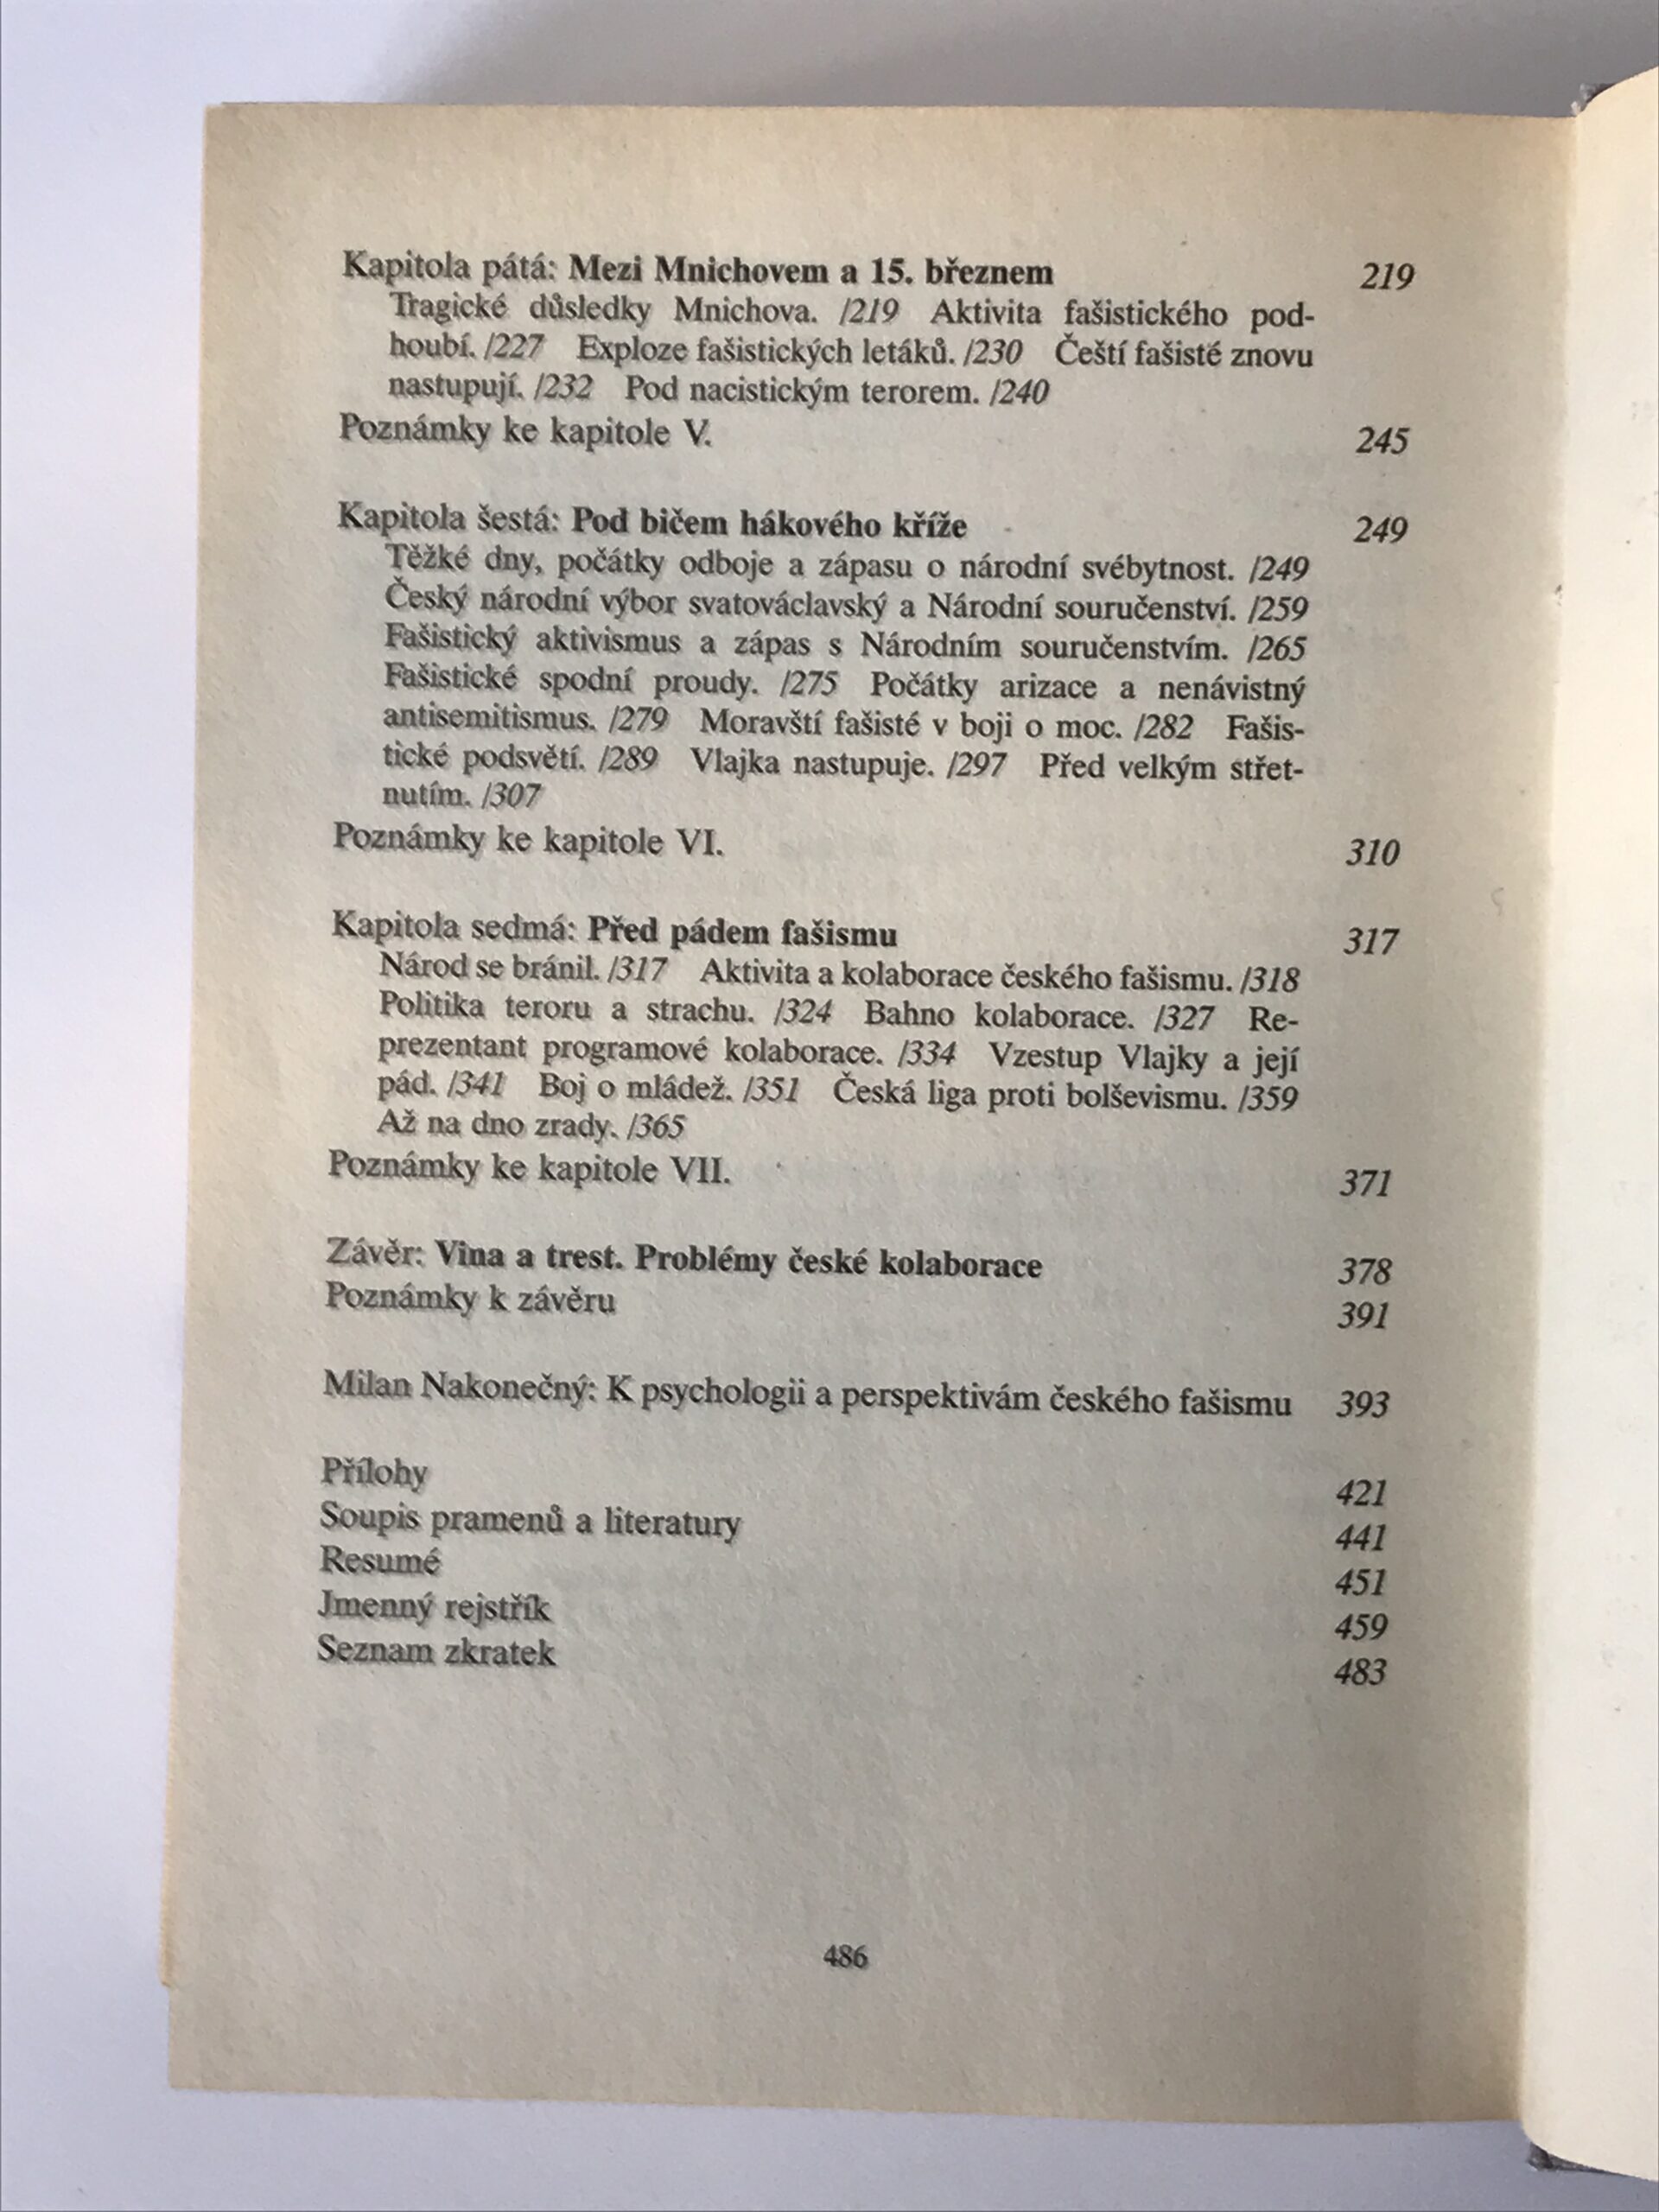 Kapitola pátá: Mezi Mnichovem a 15. březnem 219
Tragické důsledky Mnichova. /219 Aktivita fašistického pod-
houbí. /227 Exploze fašistických letáků. /230 Čeští fašisté znovu
nastupují. /232 Pod nacistickým terorem. /240
Poznámky ke kapitole V. 245
Kapitola šestá: Pod bičem hákového kříže 249
Těžké dny, počátky odboje a zápasu o národní svébytnost. /249
Český národní výbor svatováclavský a Národní souručenství. /259
Fašistický aktivismus a zápas s Národním souručenstvím. /265
Fašistické spodní proudy. /275 Počátky arizace a nenávistný
antisemitismus. /279 Moravští fašisté v boji o moc. /282 Fašis-
tické podsvětí. /289 Vlajka nastupuje. /297 Před velkým střet-
nutím. /307
Poznámky ke kapitole VI. 310
Kapitola sedmá: Před pádem fašismu 317
Národ se bránil. /317 Aktivita a kolaborace českého fašismu. /318
Politika teroru a strachu. /324 Bahno kolaborace. /327 Re-
prezentant programové kolaborace. /334 Vzestup Vlajky a její
pád. /341 Boj o mládež. /351 Česká liga proti bolševismu. /359
Až na dno zrady. /365
Poznámky ke kapitole VII. 371
Závěr: Vina a trest. Problémy české kolaborace 378
Poznámky k závěru 391
Milan Nakonečný: K psychologii a perspektivám českého fašismu 393
Přílohy 421
Soupis pramenů a literatury 441
Resumé 451
Jmenný rejstřík 459
Seznam zkratek 483
486